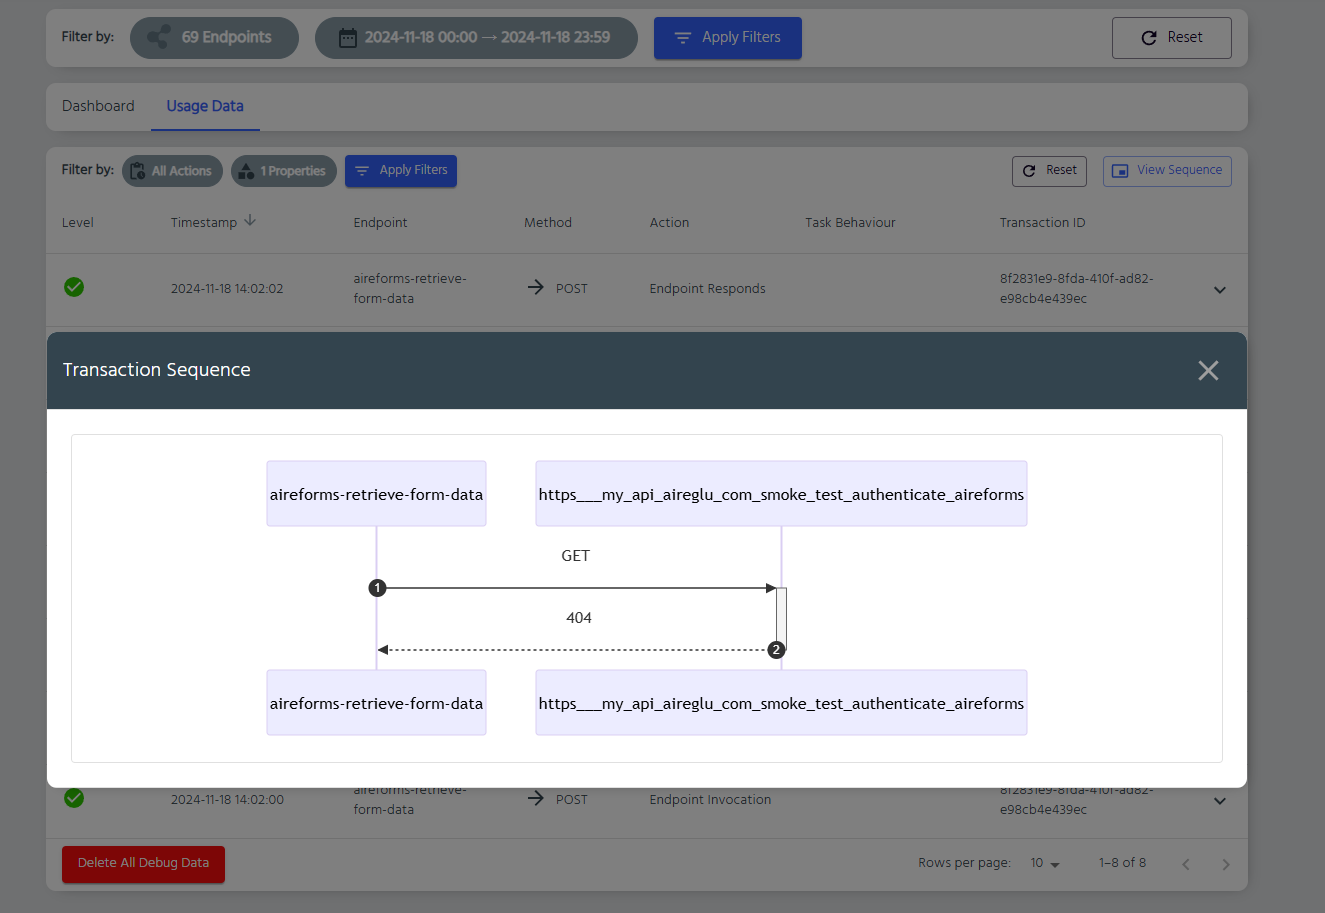 Filter by:
69 Endpoints
2024-11-18 00:00 → 2024-11-18 23:59
Apply Filters
Reset
Dashboard
Usage Data
Filter by:
All Actions
1 Properties
Apply Filters
Reset
View Sequence
Level
Timestamp
Endpoint
Method
Action
Task Behaviour
Transaction ID
2024-11-18 14:02:02
aireforms-retrieve-
form-data
POST
Endpoint Responds
8f2831e9-8fda-410f-ad82-
e98cb4e439ec
Transaction Sequence
aireforms-retrieve-form-data
https___my_api_aireglu_com_smoke_test_authenticate_aireforms
GET
1
404
2
aireforms-retrieve-form-data
https___my_api_aireglu_com_smoke_test_authenticate_aireforms
2024-11-18 14:02:00
aireforms-retrieve-
form-data
POST
Endpoint Invocation
8f2831e9-8fda-410f-ad82-
e98cb4e439ec
Delete All Debug Data
Rows per page:
10
1–8 of 8